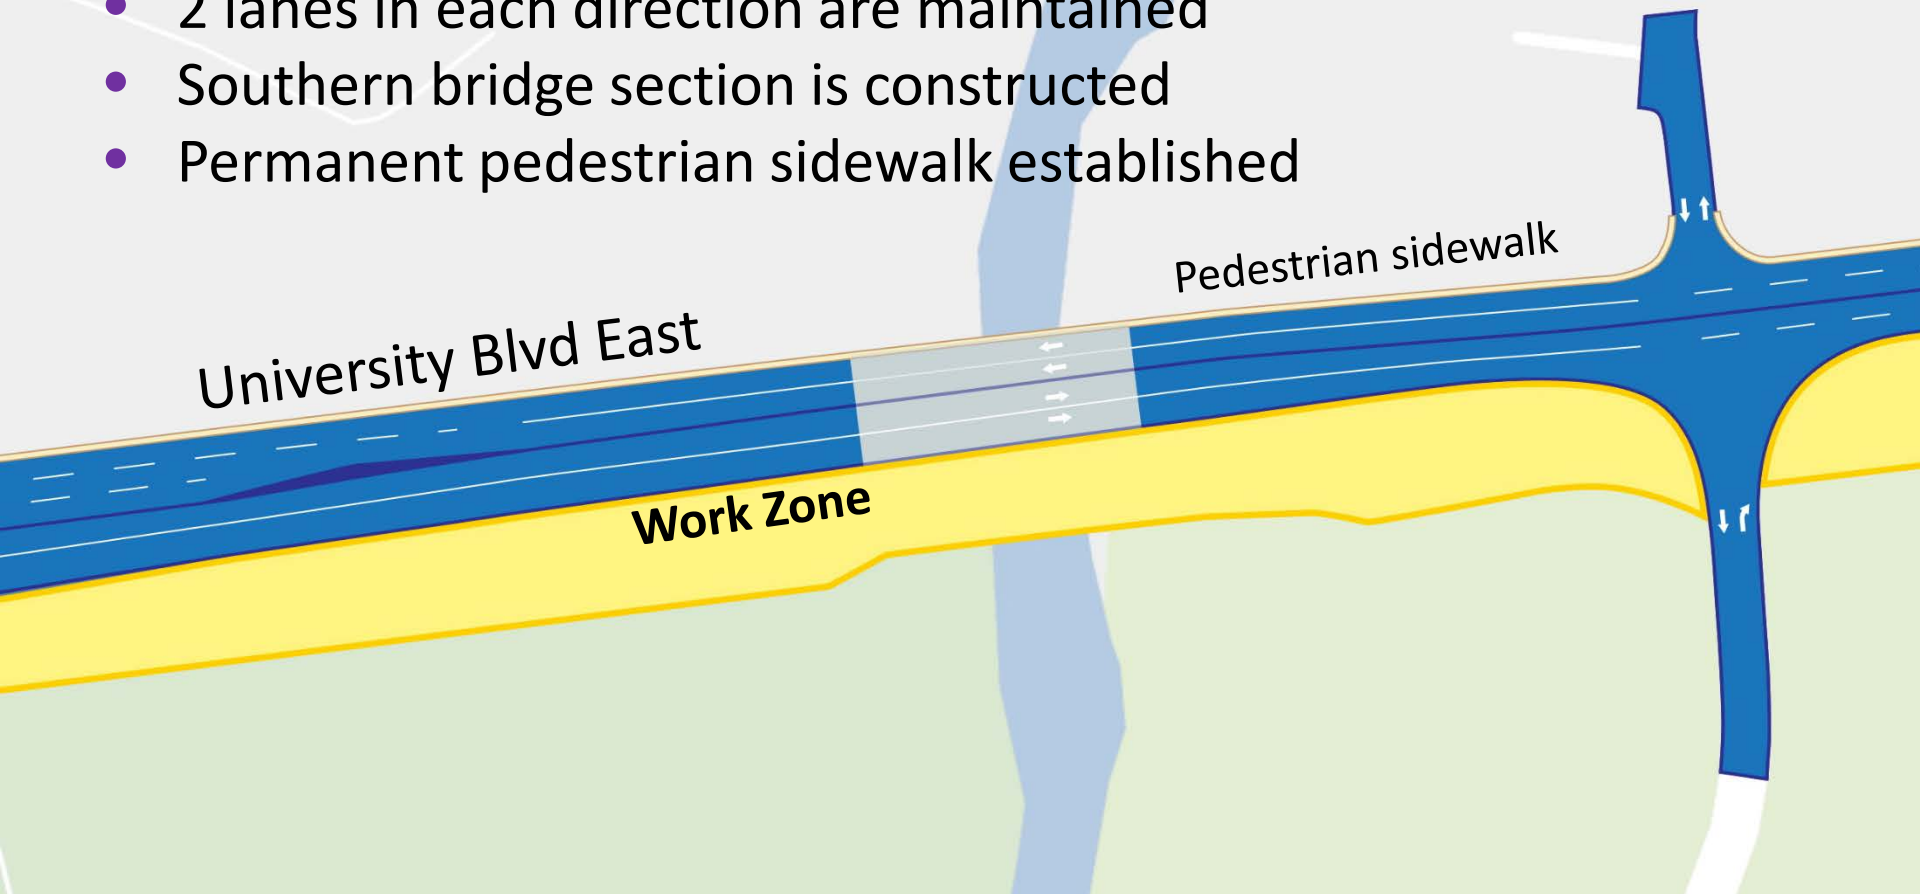 2 lanes in each direction are maintained
Southern bridge section is constructed
Permanent pedestrian sidewalk established
Pedestrian sidewalk
University Blvd East
Work Zone